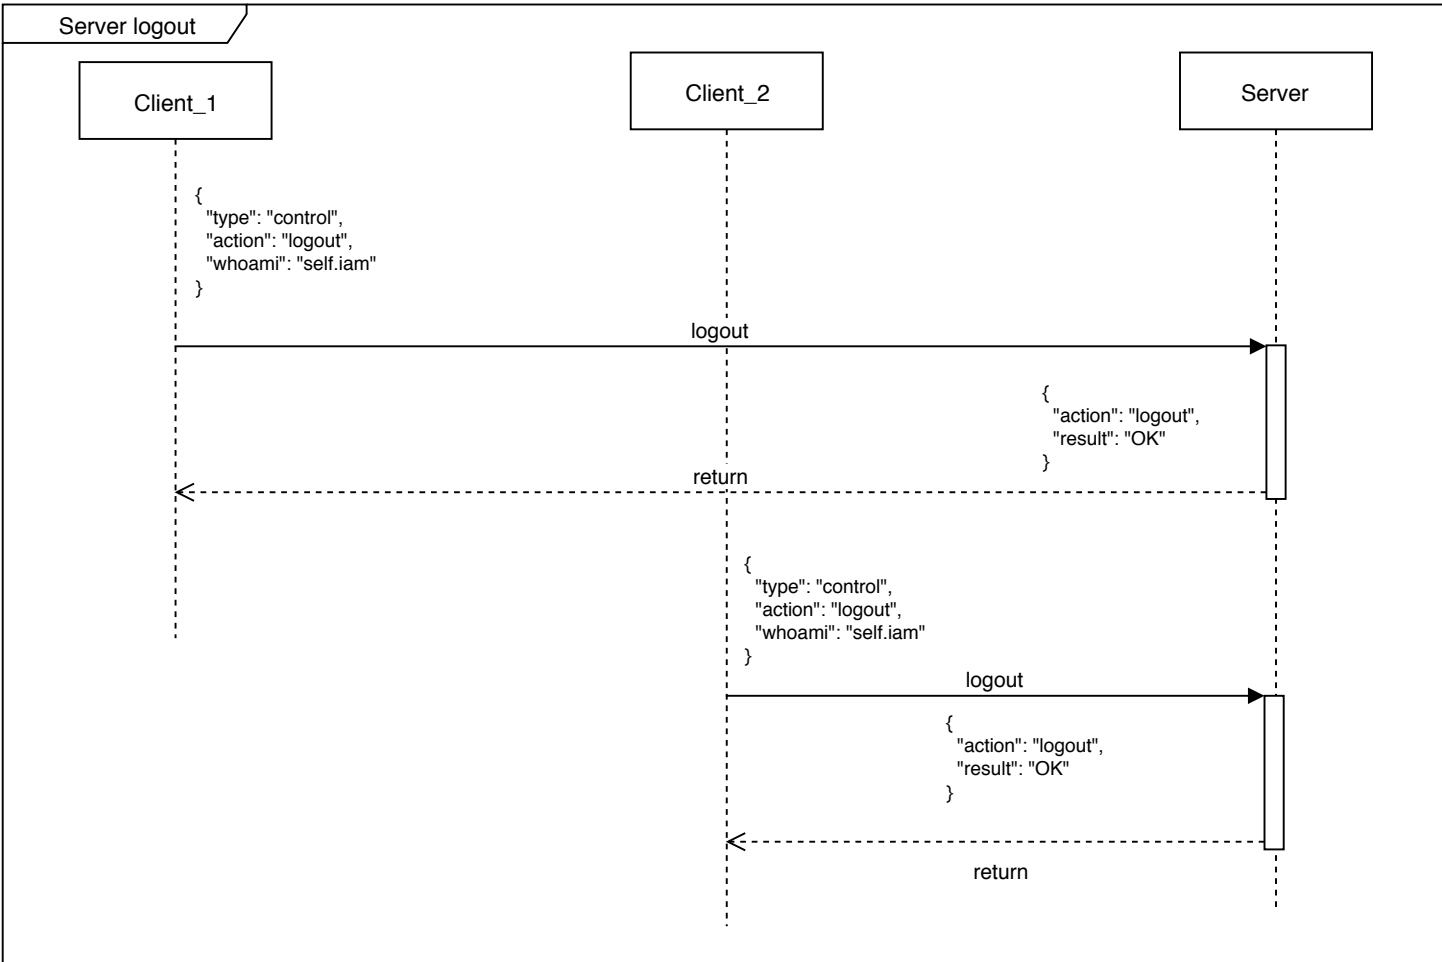 Server logout
Client_1
Client_2
Server
{
"type": "control",
"action": "logout",
"whoami": "self.iam"
}
logout
{
"action": "logout",
"result": "OK"
}
return
{
"type": "control",
"action": "logout",
"whoami": "self.iam"
}
logout
{
"action": "logout",
"result": "OK"
}
return